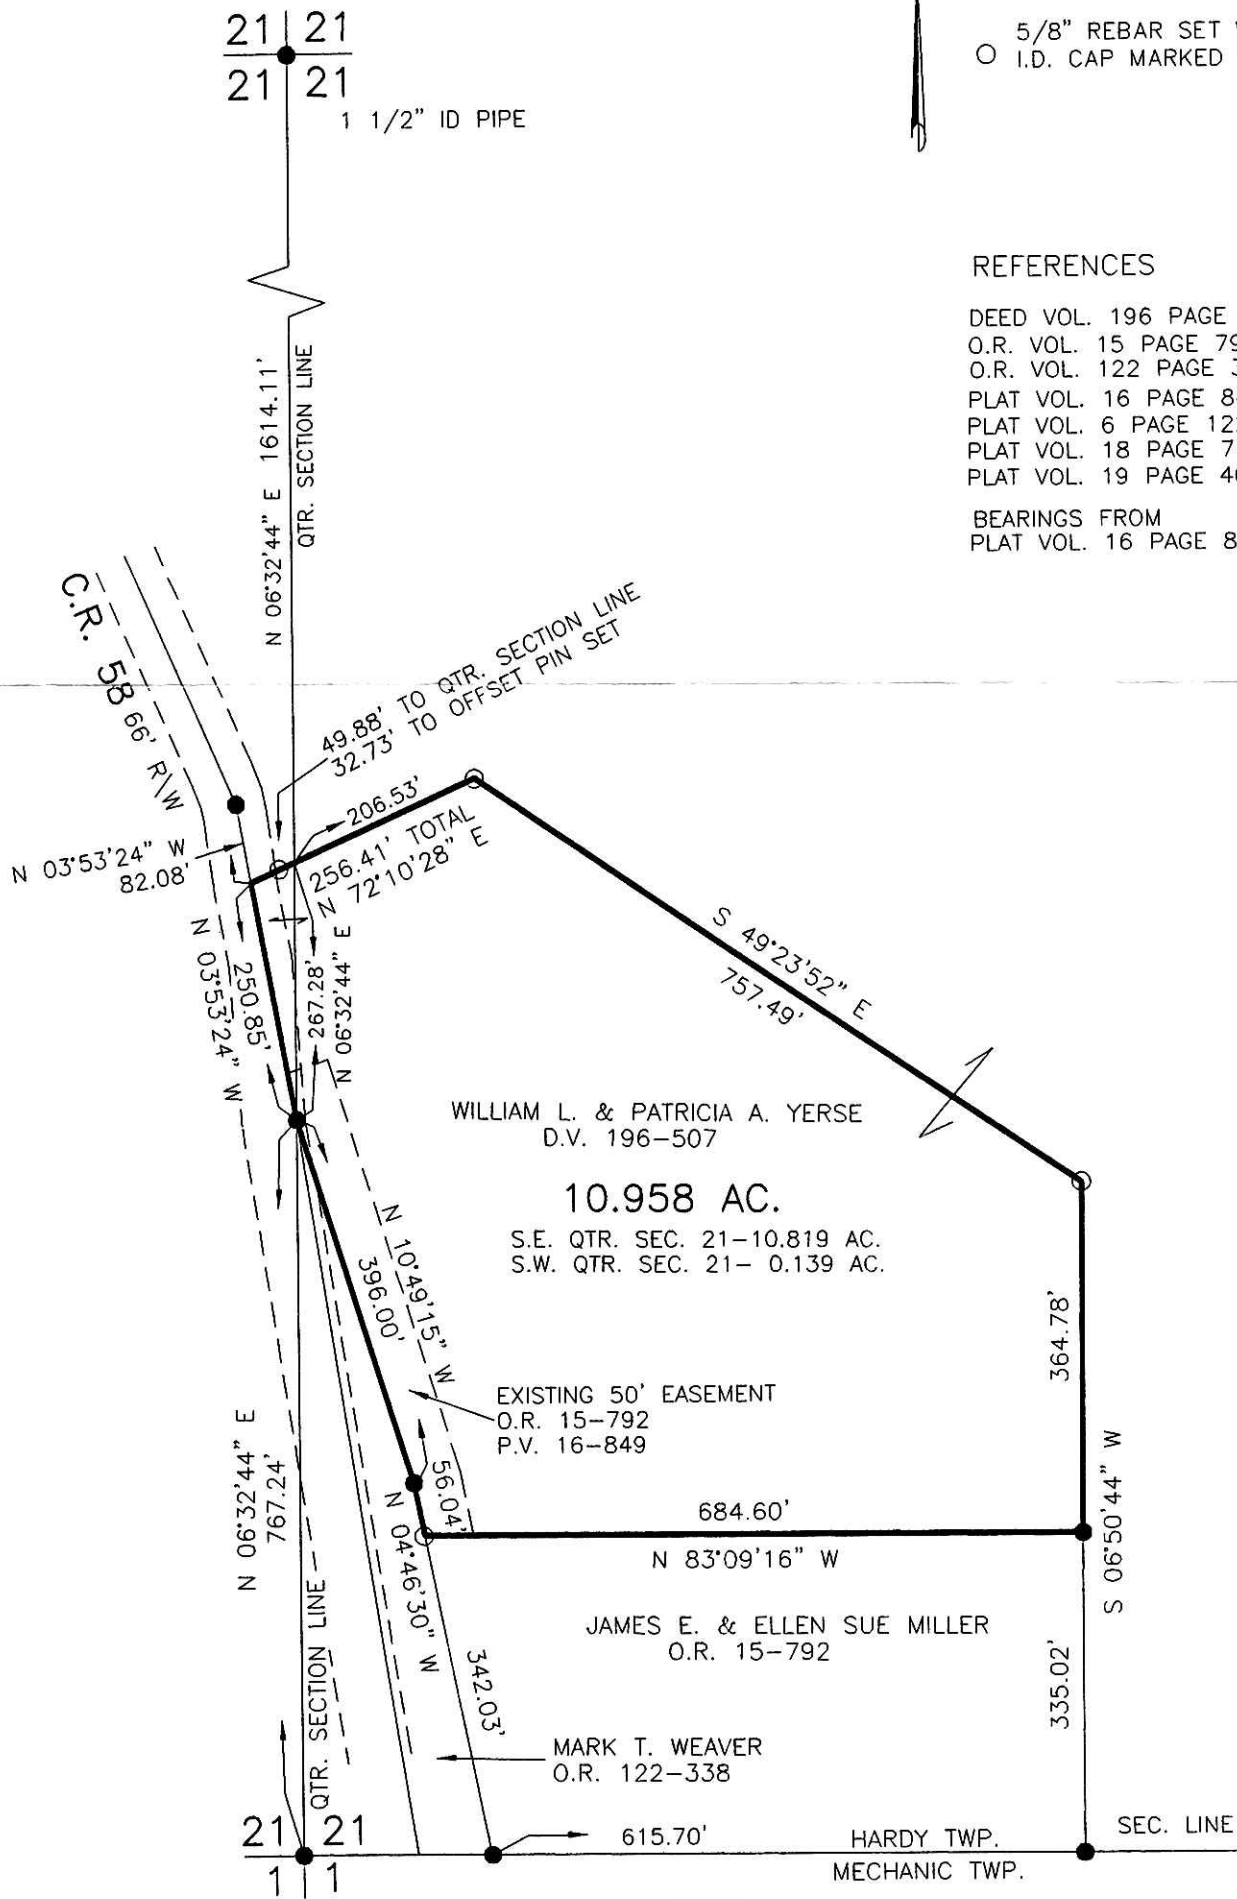 21 21
21 21
1 1/2" ID PIPE
5/8" REBAR SET
I.D. CAP MARKED
REFERENCES
DEED VOL. 196 PAGE
O.R. VOL. 15 PAGE 79
O.R. VOL. 122 PAGE
PLAT VOL. 16 PAGE 8
PLAT VOL. 6 PAGE 12
PLAT VOL. 18 PAGE 7
PLAT VOL. 19 PAGE 4
BEARINGS FROM
PLAT VOL. 16 PAGE 8
N 06°32'44" E 1614.11'
QTR. SECTION LINE
C.R. 58
66' R\W
49.88' TO QTR. SECTION LINE
32.73' TO OFFSET PIN SET
206.53'
256.41' TOTAL
N 72°10'28" E
N 03°53'24" W
82.08'
S 49°23'52" E
757.49'
250.85'
N 03°53'24" W
267.28'
N 06°32'44" E
WILLIAM L. & PATRICIA A. YERSE
D.V. 196-507
10.958 AC.
S.E. QTR. SEC. 21-10.819 AC.
S.W. QTR. SEC. 21- 0.139 AC.
N 10°49'15" W
396.00'
364.78'
EXISTING 50' EASEMENT
O.R. 15-792
P.V. 16-849
56.04'
N 04°46'30" W
684.60'
N 83°09'16" W
S 06°50'44" W
N 06°32'44" E
767.24'
QTR. SECTION LINE
JAMES E. & ELLEN SUE MILLER
O.R. 15-792
342.03'
335.02'
MARK T. WEAVER
O.R. 122-338
21 21
1 1
615.70'
HARDY TWP.
MECHANIC TWP.
SEC. LINE